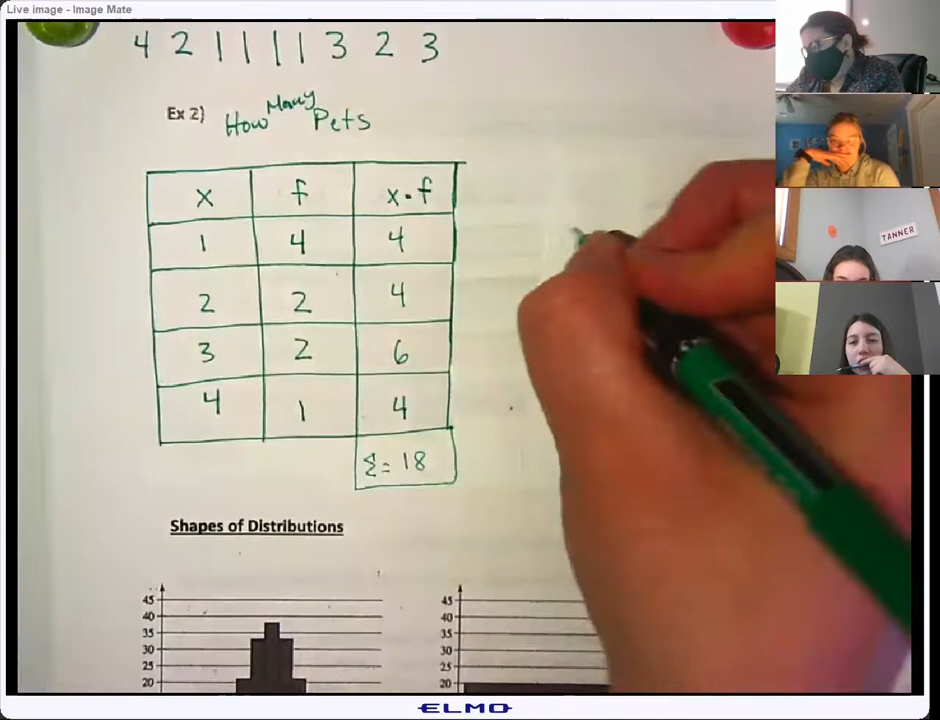 Live image - Image Mate
4 2 1 1 1 1 3 2 3
Ex 2) How Many Pets
x f x·f
1 4 4
2 2 4
3 2 6
4 1 4
Σ = 18
TANNER
Shapes of Distributions
45 45
40 40
35 35
30 30
25 25
20 20
ELMO